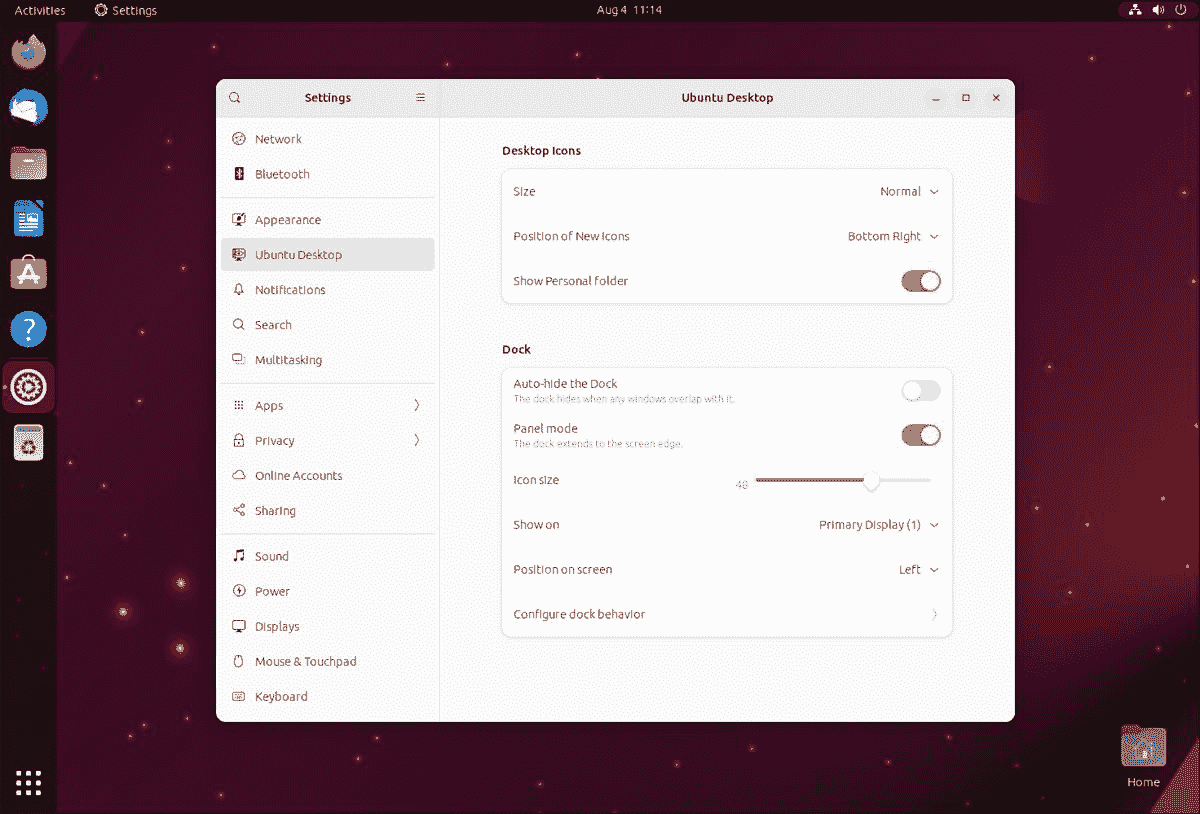 Activities Settings Aug 4 11:14
Settings Ubuntu Desktop
Network
Bluetooth
Appearance
Ubuntu Desktop
Notifications
Search
Multitasking
Apps
Privacy
Online Accounts
Sharing
Sound
Power
Displays
Mouse & Touchpad
Keyboard
Desktop Icons
Size Normal
Position of New Icons Bottom Right
Show Personal folder
Dock
Auto-hide the Dock
The dock hides when any windows overlap with it.
Panel mode
The dock extends to the screen edge.
Icon size 48
Show on Primary Display (1)
Position on screen Left
Configure dock behavior
Home